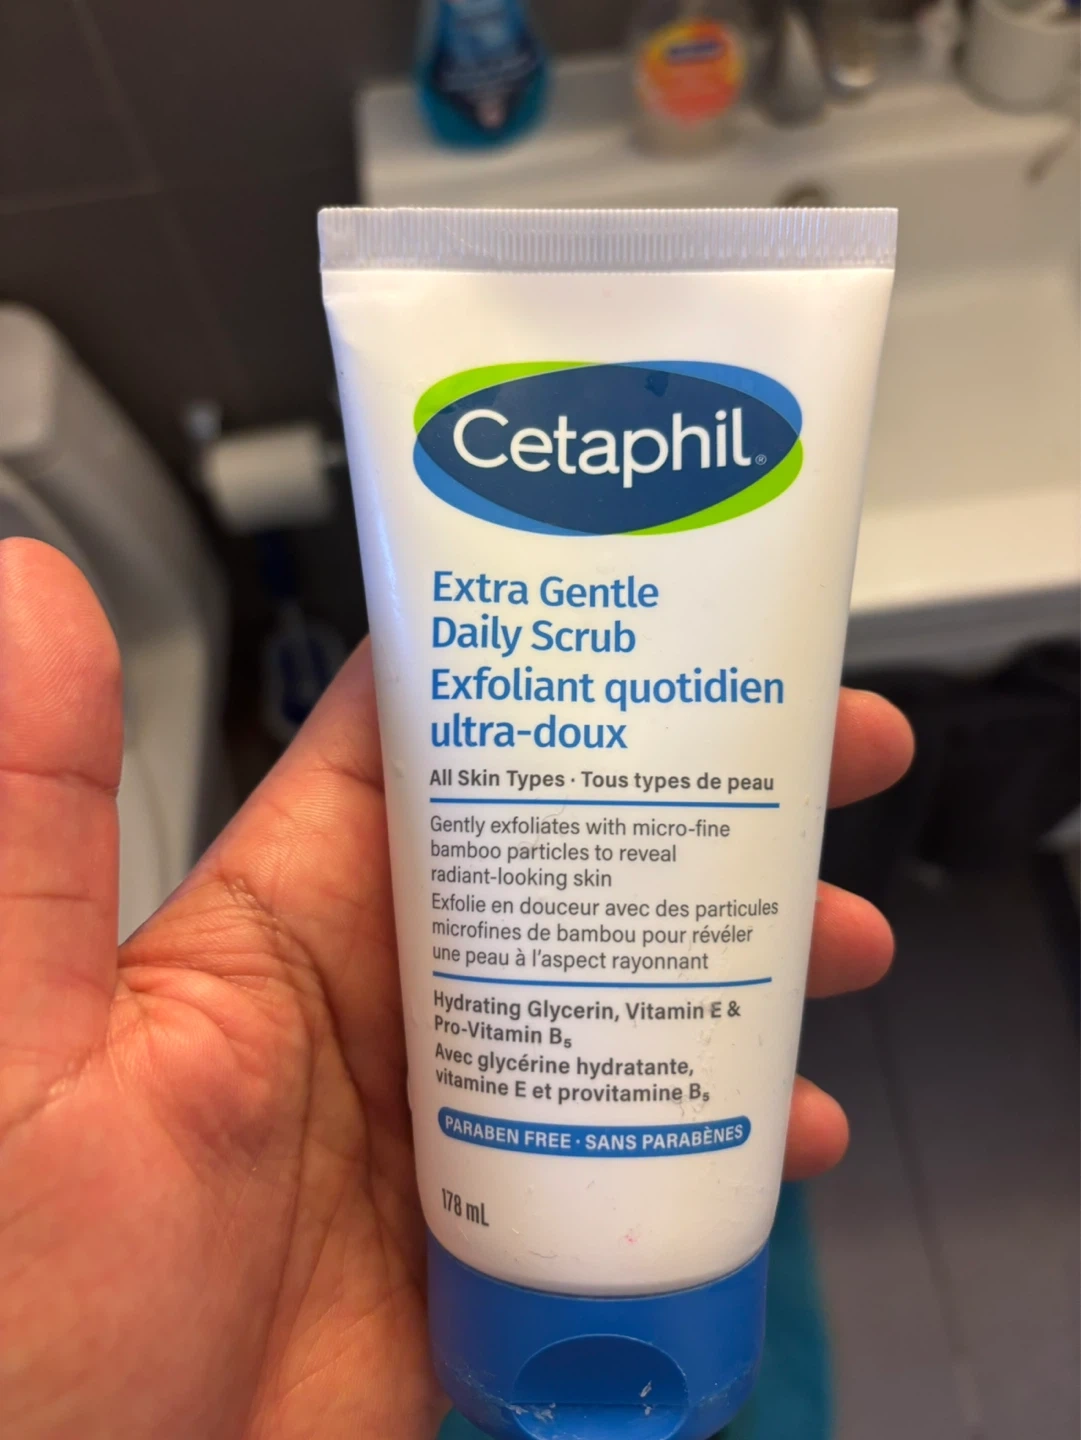 Cetaphil®
Extra Gentle
Daily Scrub
Exfoliant quotidien
ultra-doux
All Skin Types · Tous types de peau
Gently exfoliates with micro-fine
bamboo particles to reveal
radiant-looking skin
Exfolie en douceur avec des particules
microfines de bambou pour révéler
une peau à l'aspect rayonnant
Hydrating Glycerin, Vitamin E &
Pro-Vitamin B₅
Avec glycérine hydratante,
vitamine E et provitamine B₅
PARABEN FREE · SANS PARABÈNES
178 mL